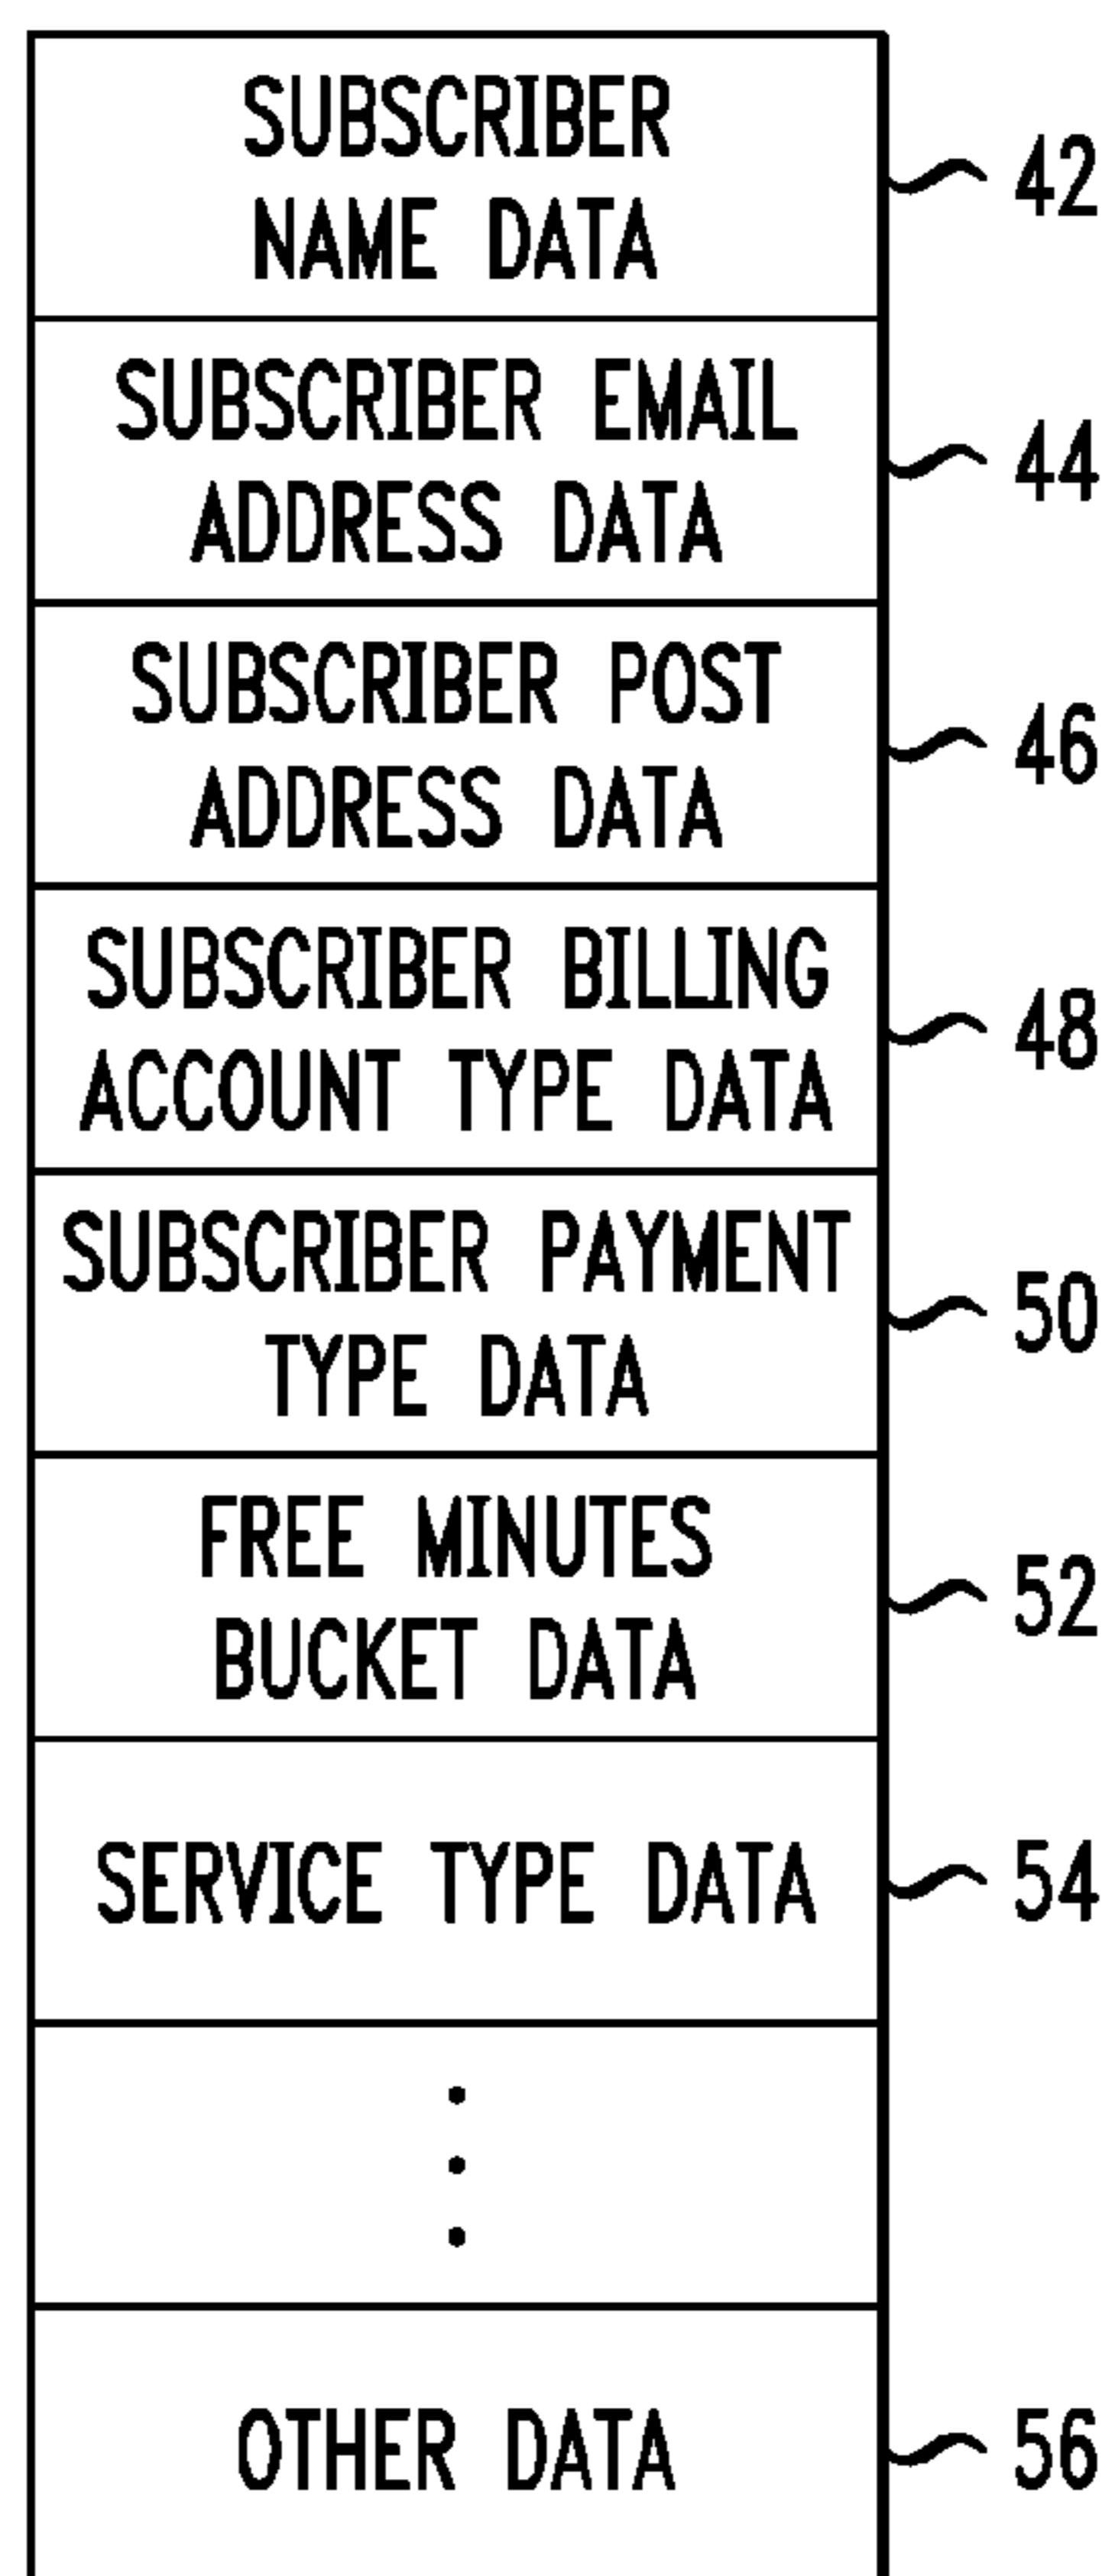 SUBSCRIBER
NAME DATA
42
SUBSCRIBER EMAIL
ADDRESS DATA
44
SUBSCRIBER POST
ADDRESS DATA
46
SUBSCRIBER BILLING
ACCOUNT TYPE DATA
48
SUBSCRIBER PAYMENT
TYPE DATA
50
FREE MINUTES
BUCKET DATA
52
SERVICE TYPE DATA
54
OTHER DATA
56